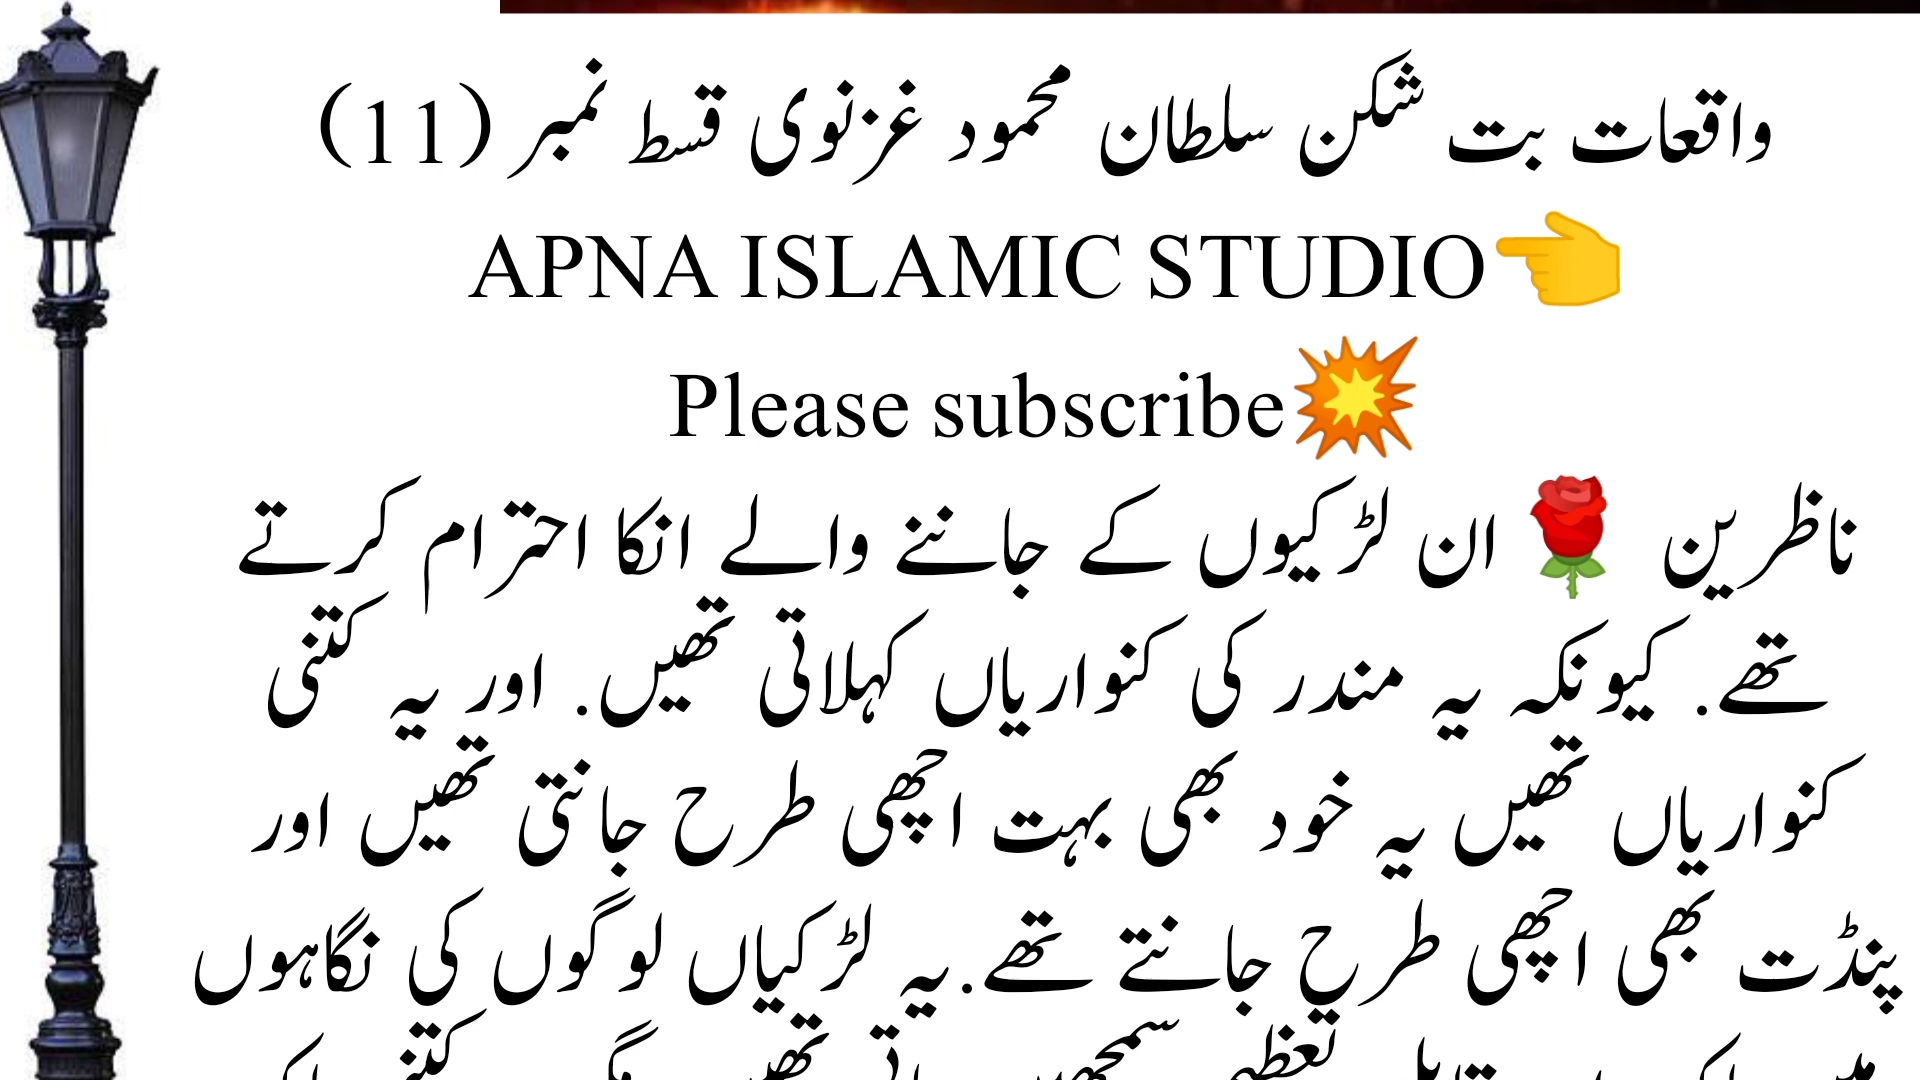 واقعات بت شکن سلطان محمود غزنوی قسط نمبر (11)
APNA ISLAMIC STUDIO👈
Please subscribe💥
ناظرین 🌹 ان لڑکیوں کے جاننے والے انکا احترام کرتے
تھے. کیونکہ یہ مندر کی کنواریاں کہلاتی تھیں. اور یہ کتنی
کنواریاں تھیں یہ خود بھی بہت اچھی طرح جانتی تھیں اور
پنڈت بھی اچھی طرح جانتے تھے.یہ لڑکیاں لوگوں کی نگاہوں